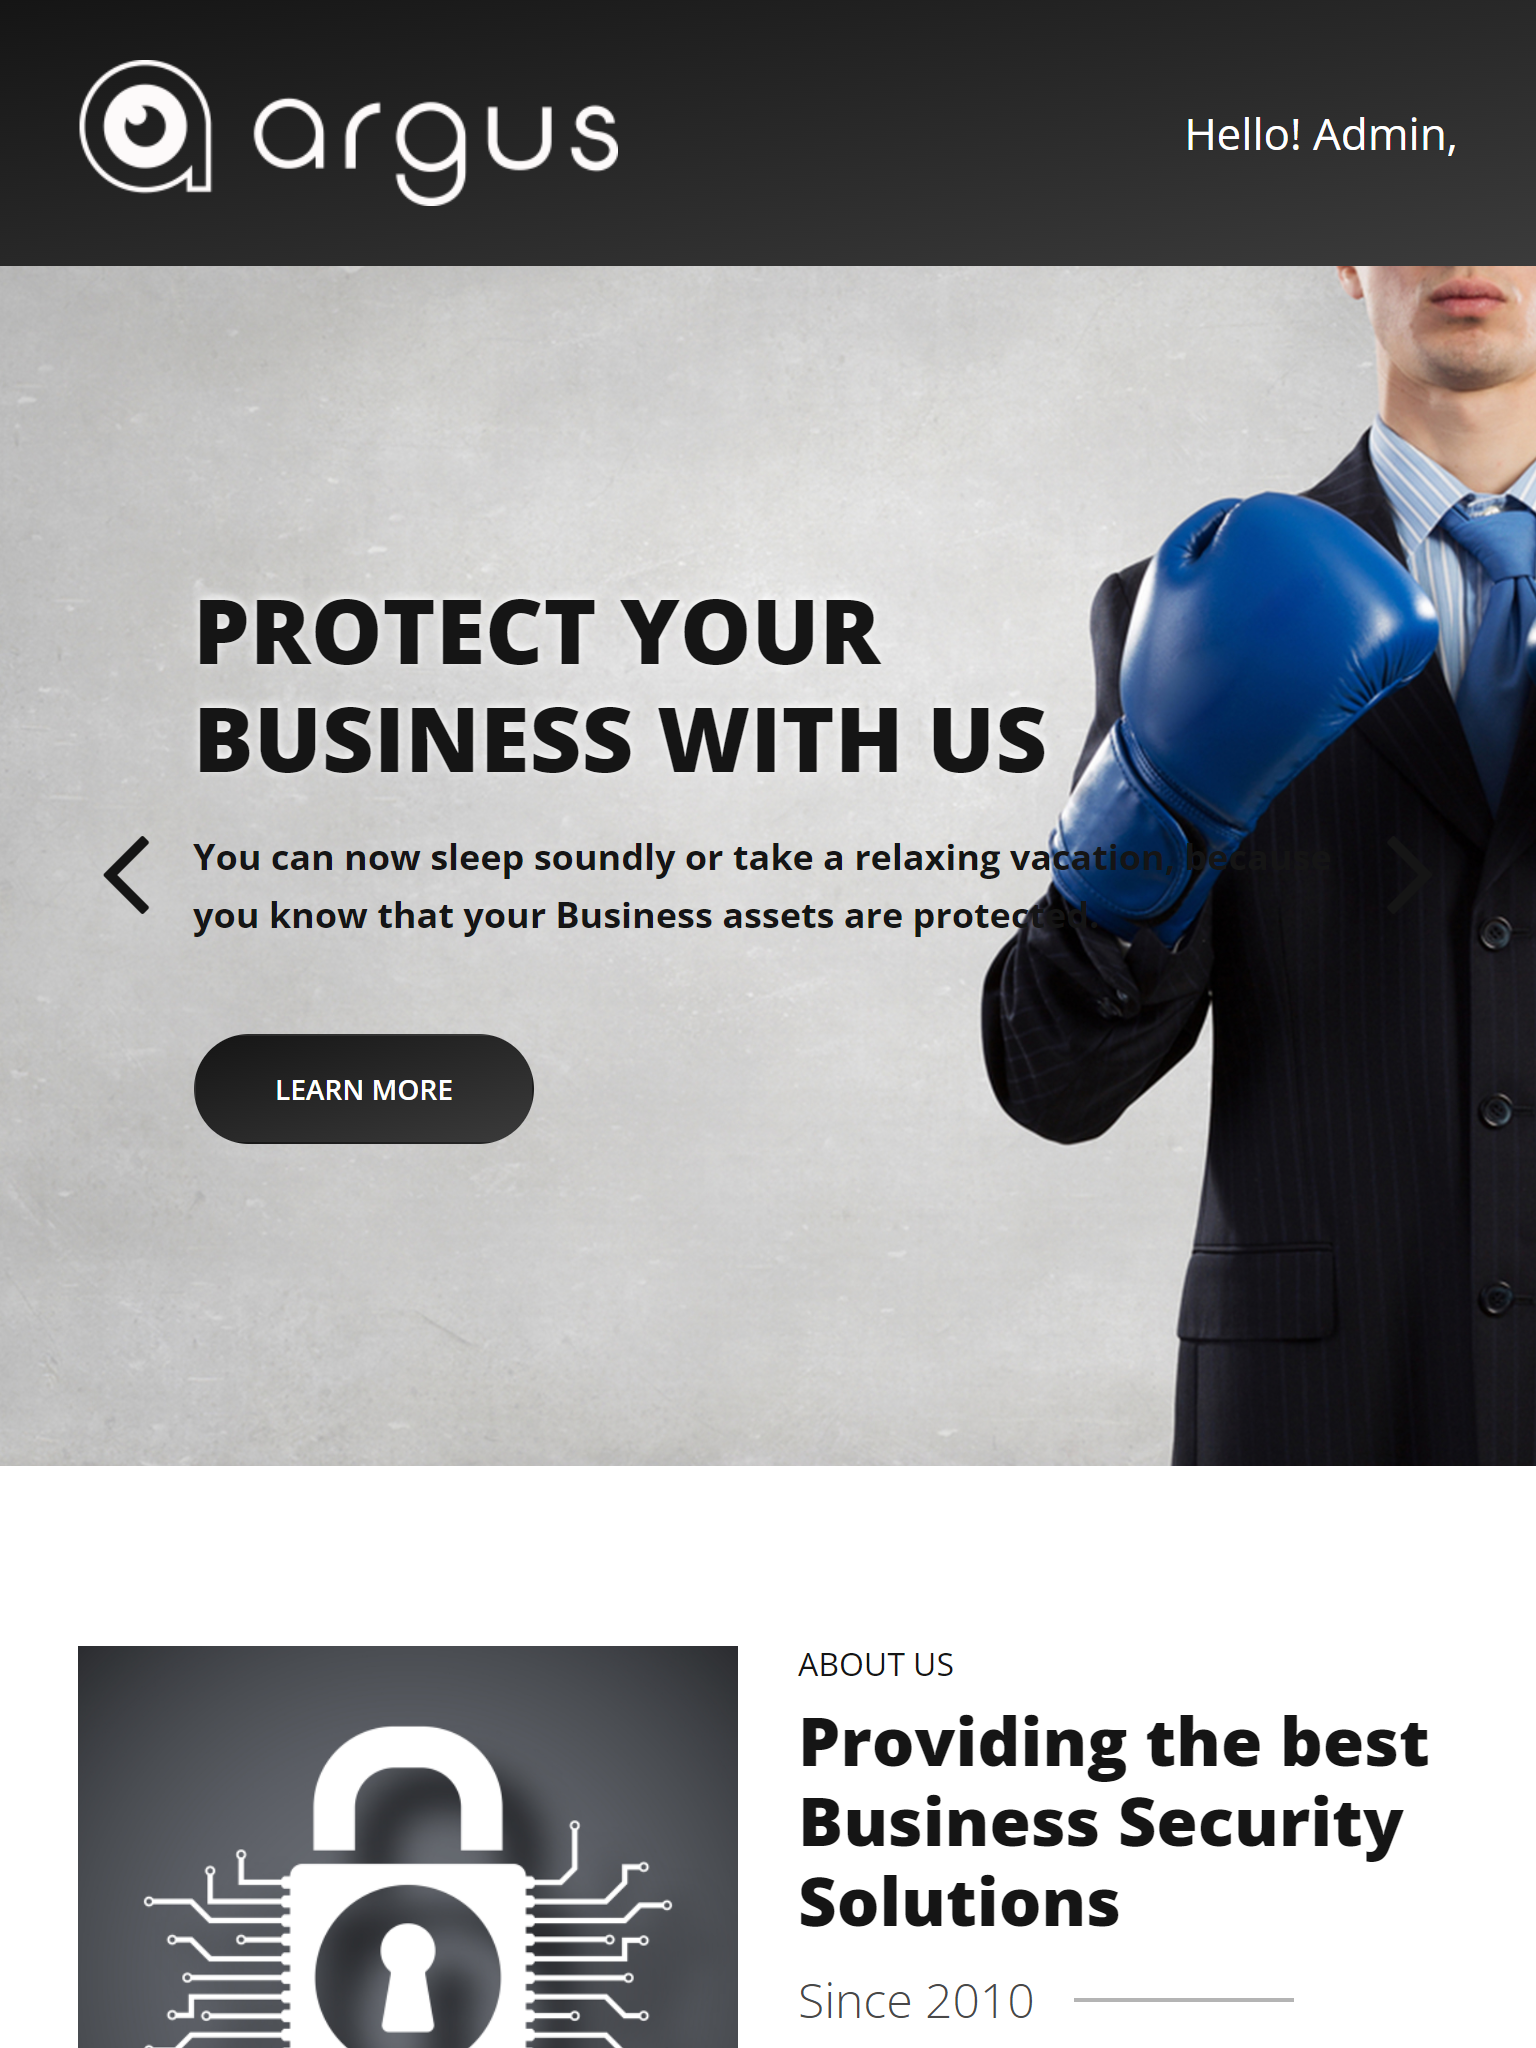 argus
Hello! Admin,
PROTECT YOUR
BUSINESS WITH US
You can now sleep soundly or take a relaxing vacation, because
you know that your Business assets are protected.
LEARN MORE
ABOUT US
Providing the best
Business Security
Solutions
Since 2010